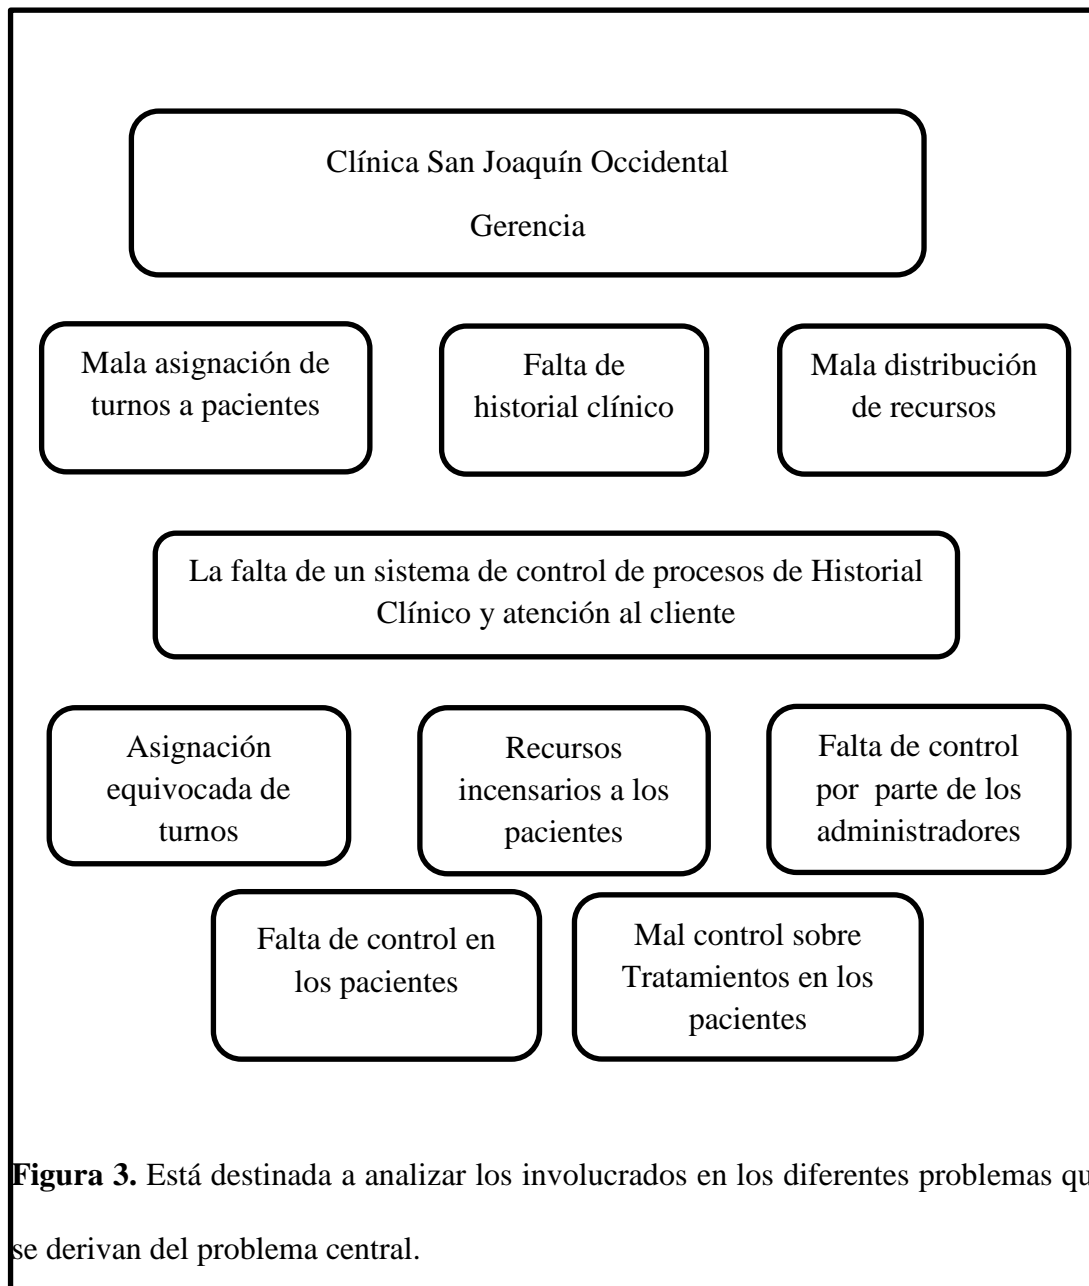 Clínica San Joaquín Occidental
Gerencia
Mala asignación de
turnos a pacientes
Falta de
historial clínico
Mala distribución
de recursos
La falta de un sistema de control de procesos de Historial
Clínico y atención al cliente
Asignación
equivocada de
turnos
Recursos
incensarios a los
pacientes
Falta de control
por parte de los
administradores
Falta de control en
los pacientes
Mal control sobre
Tratamientos en los
pacientes
Figura 3. Está destinada a analizar los involucrados en los diferentes problemas qu
se derivan del problema central.